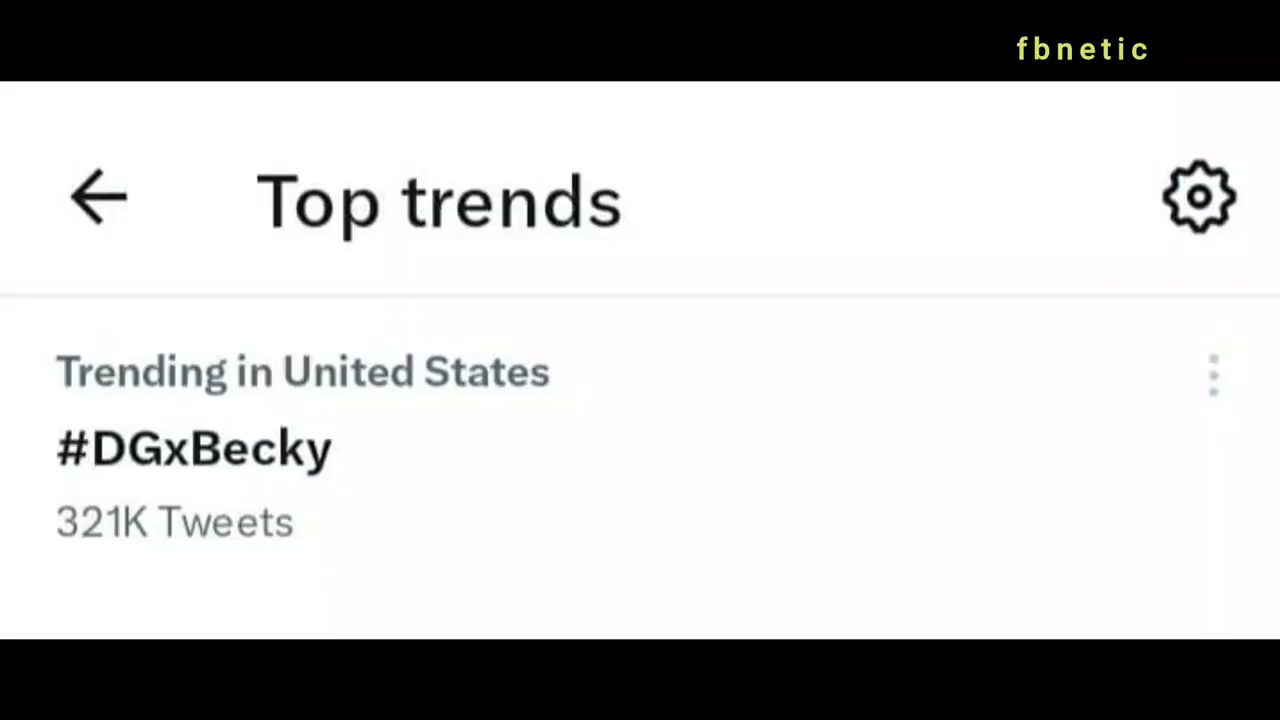 fbnetic
Top trends
Trending in United States
#DGxBecky
321K Tweets